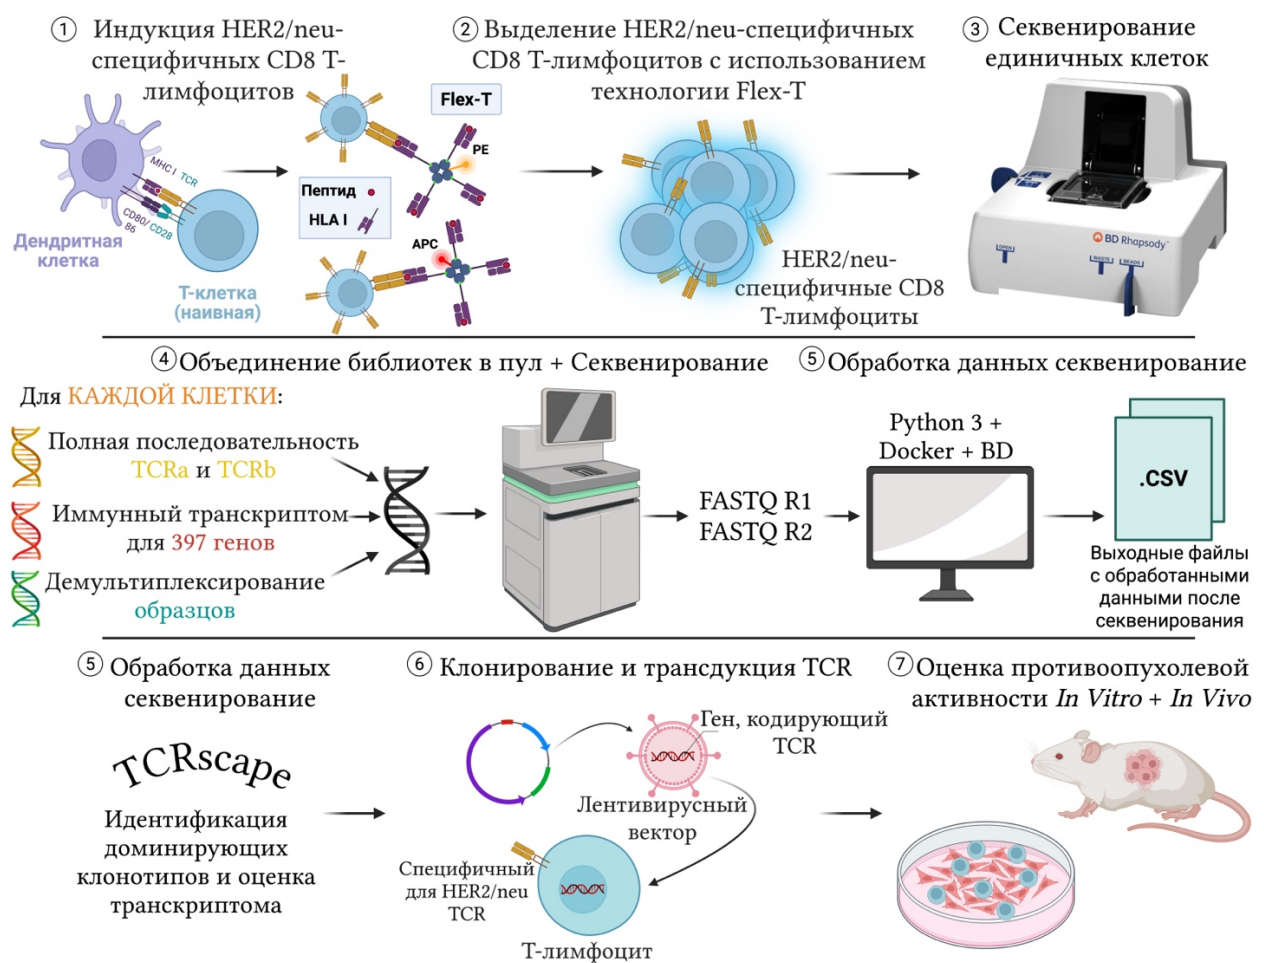 ① Индукция HER2/neu-
специфичных CD8 Т-
лимфоцитов
② Выделение HER2/neu-специфичных
CD8 Т-лимфоцитов с использованием
технологии Flex-T
③ Секвенирование
единичных клеток
Flex-T
PE
MHC I TCR
CD80/CD28
86
Дендритная
клетка
Т-клетка
(наивная)
Пептид
HLA I
APC
HER2/neu-
специфичные CD8
Т-лимфоциты
BD Rhapsody™
OPEN
WASTE
BEADS
④ Объединение библиотек в пул + Секвенирование
⑤ Обработка данных секвенирование
Для КАЖДОЙ КЛЕТКИ:
Полная последовательность
TCRa и TCRb
Иммунный транскриптом
для 397 генов
Демультиплексирование
образцов
FASTQ R1
FASTQ R2
Python 3 +
Docker + BD
.CSV
Выходные файлы
с обработанными
данными после
секвенирования
⑤ Обработка данных
секвенирование
TCRscape
Идентификация
доминирующих
клонотипов и оценка
транскриптома
⑥ Клонирование и трансдукция TCR
Ген, кодирующий
TCR
Лентивирусный
вектор
Специфичный
для HER2/neu
TCR
Т-лимфоцит
⑦ Оценка противоопухолевой
активности In Vitro + In Vivo